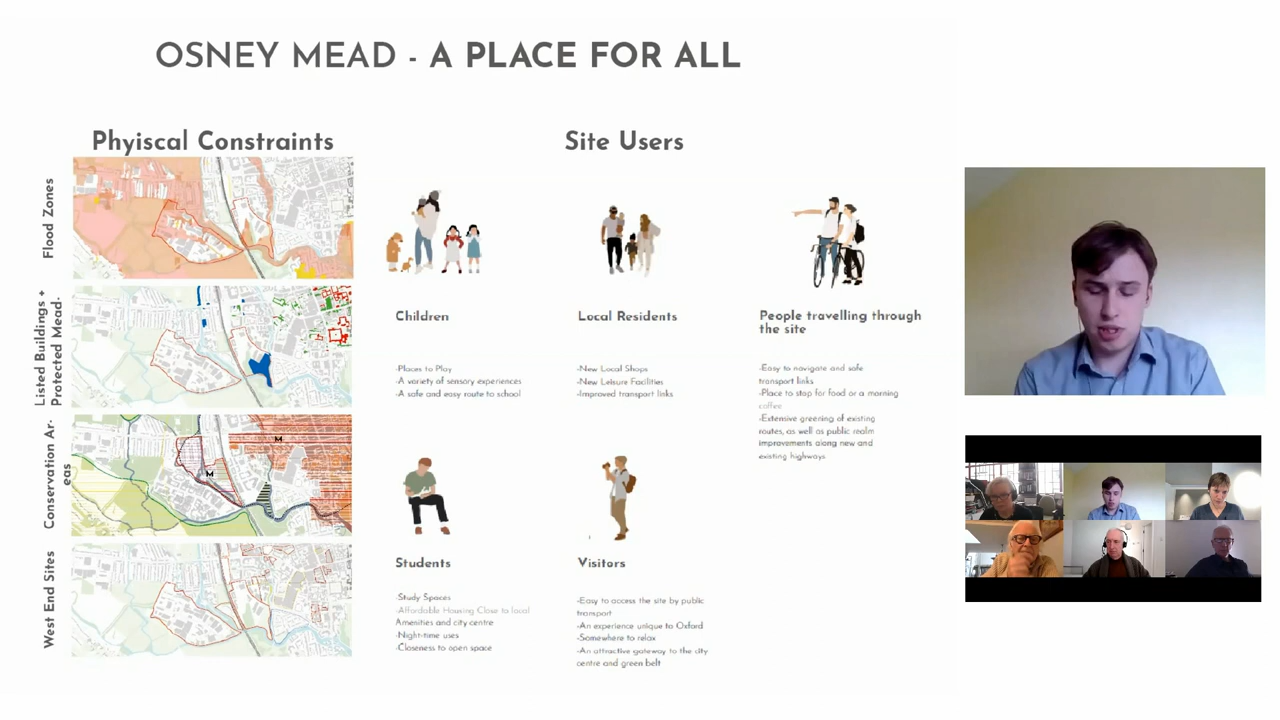 OSNEY MEAD - A PLACE FOR ALL
Phyiscal Constraints
Flood Zones
Listed Buildings +
Protected Mead-
Conservation Ar-
eas
West End Sites
M
M
Site Users
Children
-Places to Play
-A variety of sensory experiences
-A safe and easy route to school
Local Residents
-New Local Shops
-New Leisure Facilities
-Improved transport links
People travelling through
the site
-Easy to navigate and safe
transport links
-Place to stop for food or a morning
coffee
-Extensive greening of existing
routes, as well as public realm
improvements along new and
existing highways
Students
-Study Spaces
-Affordable Housing Close to local
Amenities and city centre
-Night-time uses
-Closeness to open space
Visitors
-Easy to access the site by public
transport
-An experience unique to Oxford
-Somewhere to relax
-An attractive gateway to the city
centre and green belt